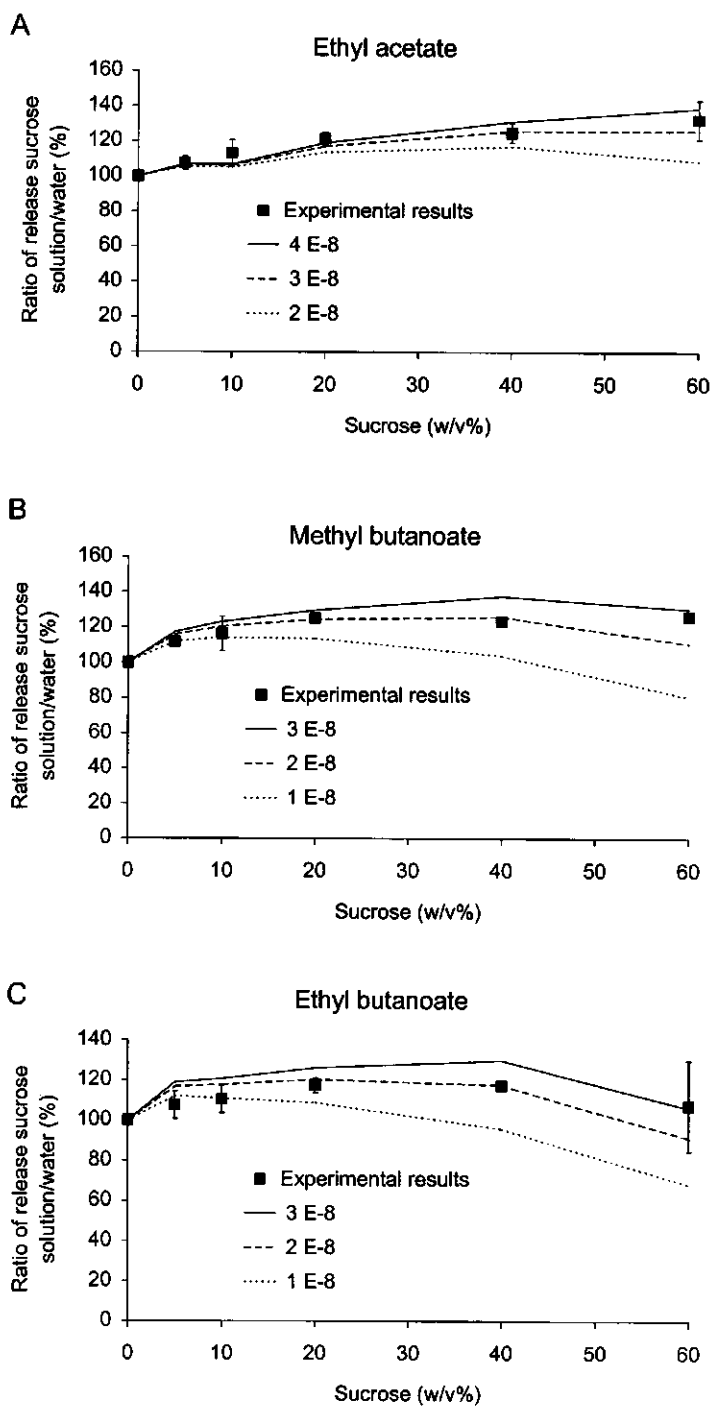 A
Ethyl acetate
Ratio of release sucrose
solution/water (%)
160
140
120
100
80
60
40
20
0
Experimental results
4 E-8
3 E-8
2 E-8
0 10 20 30 40 50 60
Sucrose (w/v%)
B
Methyl butanoate
Ratio of release sucrose
solution/water (%)
160
140
120
100
80
60
40
20
0
Experimental results
3 E-8
2 E-8
1 E-8
0 10 20 30 40 50 60
Sucrose (w/v%)
C
Ethyl butanoate
Ratio of release sucrose
solution/water (%)
140
120
100
80
60
40
20
0
Experimental results
3 E-8
2 E-8
1 E-8
0 10 20 30 40 50 60
Sucrose (w/v%)